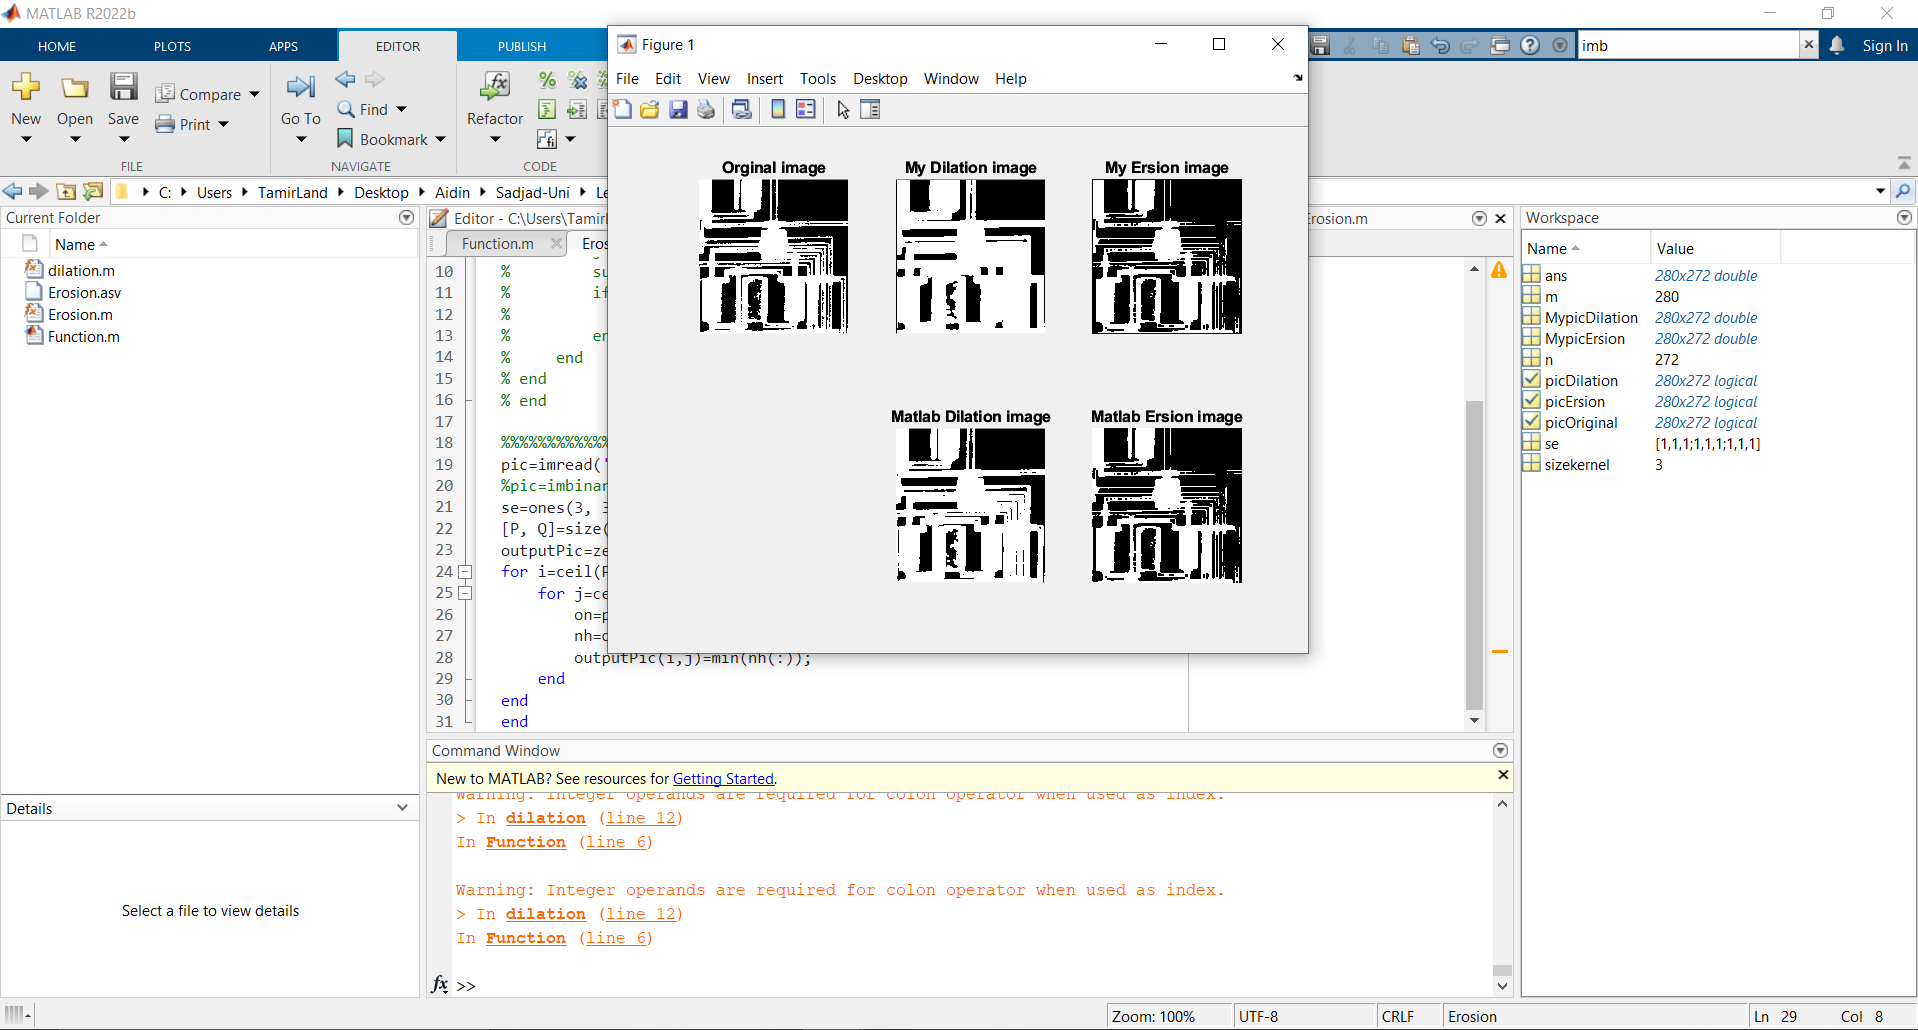 MATLAB R2022b
HOME PLOTS APPS EDITOR PUBLISH
imb
Sign In
New Open Save
Compare
Print
FILE
Go To
Find
Bookmark
NAVIGATE
Refactor
CODE
C: Users TamirLand Desktop Aidin Sadjad-Uni Le
Current Folder
Name
dilation.m
Erosion.asv
Erosion.m
Function.m
Details
Select a file to view details
Editor - C:\Users\Tamirl
Erosion.m
Function.m Eros
10 % su
11 % if
12 %
13 % en
14 % end
15 % end
16 % end
17
18 %%%%%%%%%%%%
19 pic=imread('
20 %pic=imbinar
21 se=ones(3, 3
22 [P, Q]=size(
23 outputPic=ze
24 for i=ceil(P
25 for j=ce
26 on=p
27 nh=o
28 outputPic(i,j)=min(nh(:));
29 end
30 end
31 end
Figure 1
File Edit View Insert Tools Desktop Window Help
Orginal image
My Dilation image
My Ersion image
Matlab Dilation image
Matlab Ersion image
Command Window
New to MATLAB? See resources for Getting Started.
Warning: Integer operands are required for colon operator when used as index.
> In dilation (line 12)
In Function (line 6)
Warning: Integer operands are required for colon operator when used as index.
> In dilation (line 12)
In Function (line 6)
fx >>
Workspace
Name Value
ans 280x272 double
m 280
MypicDilation 280x272 double
MypicErsion 280x272 double
n 272
picDilation 280x272 logical
picErsion 280x272 logical
picOriginal 280x272 logical
se [1,1,1;1,1,1;1,1,1]
sizekernel 3
Zoom: 100% UTF-8 CRLF Erosion Ln 29 Col 8